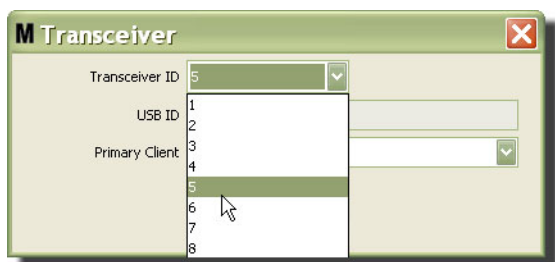 M Transceiver
Transceiver ID 5
1
USB ID
2
Primary Client 3
4
5
6
7
8